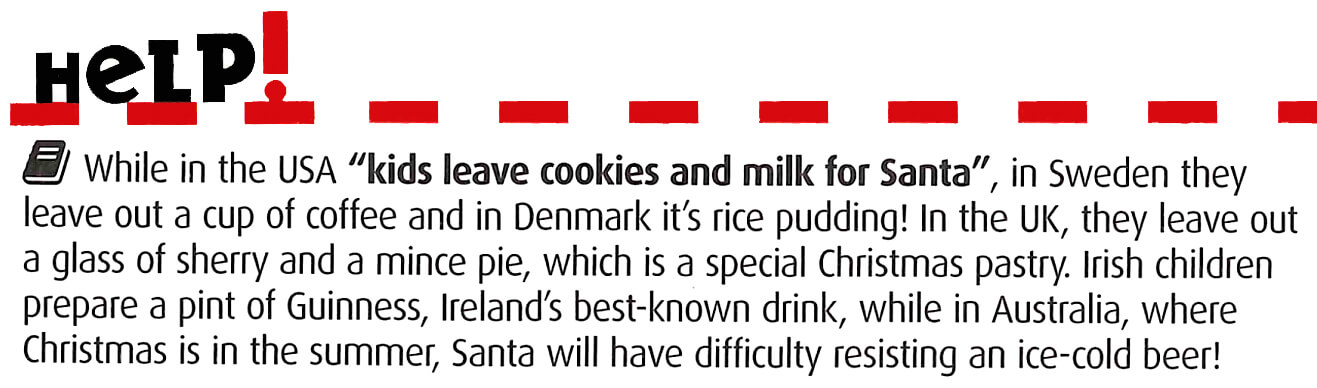 HeLP!
While in the USA “kids leave cookies and milk for Santa”, in Sweden they
leave out a cup of coffee and in Denmark it’s rice pudding! In the UK, they leave out
a glass of sherry and a mince pie, which is a special Christmas pastry. Irish children
prepare a pint of Guinness, Ireland’s best-known drink, while in Australia, where
Christmas is in the summer, Santa will have difficulty resisting an ice-cold beer!